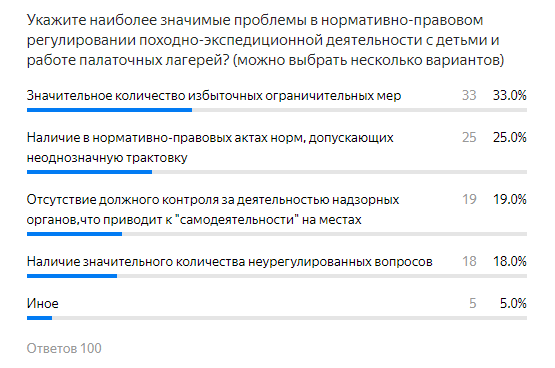 Укажите наиболее значимые проблемы в нормативно-правовом
регулировании походно-экспедиционной деятельности с детьми и
работе палаточных лагерей? (можно выбрать несколько вариантов)
Значительное количество избыточных ограничительных мер 33 33.0%
Наличие в нормативно-правовых актах норм, допускающих 25 25.0%
неоднозначную трактовку
Отсутствие должного контроля за деятельностью надзорных 19 19.0%
органов,что приводит к "самодеятельности" на местах
Наличие значительного количества неурегулированных вопросов 18 18.0%
Иное 5 5.0%
Ответов 100